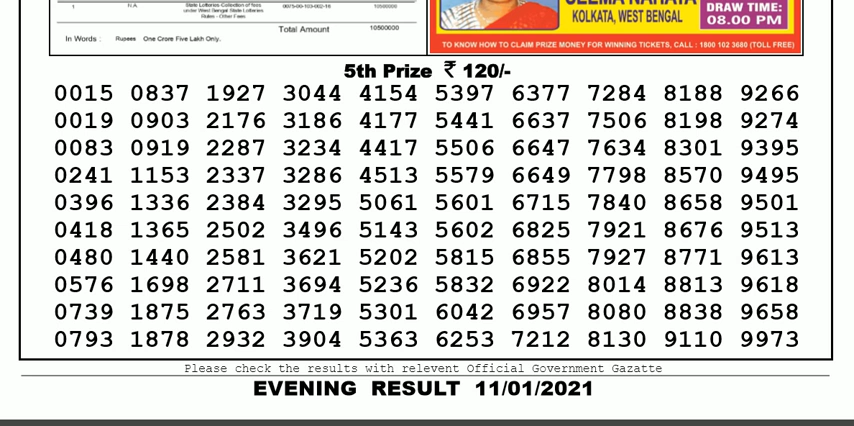 1 N.A State Lotteries-Collection of fees 0075-00-103-002-18 10500000
under West Bengal State Lotteries
Rules - Other Fees
Total Amount 10500000
In Words : Rupees One Crore Five Lakh Only.
KOLKATA, WEST BENGAL
DRAW TIME:
08.00 PM
TO KNOW HOW TO CLAIM PRIZE MONEY FOR WINNING TICKETS, CALL : 1800 102 3680 (TOLL FREE)
5th Prize ₹ 120/-
0015 0837 1927 3044 4154 5397 6377 7284 8188 9266
0019 0903 2176 3186 4177 5441 6637 7506 8198 9274
0083 0919 2287 3234 4417 5506 6647 7634 8301 9395
0241 1153 2337 3286 4513 5579 6649 7798 8570 9495
0396 1336 2384 3295 5061 5601 6715 7840 8658 9501
0418 1365 2502 3496 5143 5602 6825 7921 8676 9513
0480 1440 2581 3621 5202 5815 6855 7927 8771 9613
0576 1698 2711 3694 5236 5832 6922 8014 8813 9618
0739 1875 2763 3719 5301 6042 6957 8080 8838 9658
0793 1878 2932 3904 5363 6253 7212 8130 9110 9973
Please check the results with relevent Official Government Gazatte
EVENING RESULT 11/01/2021